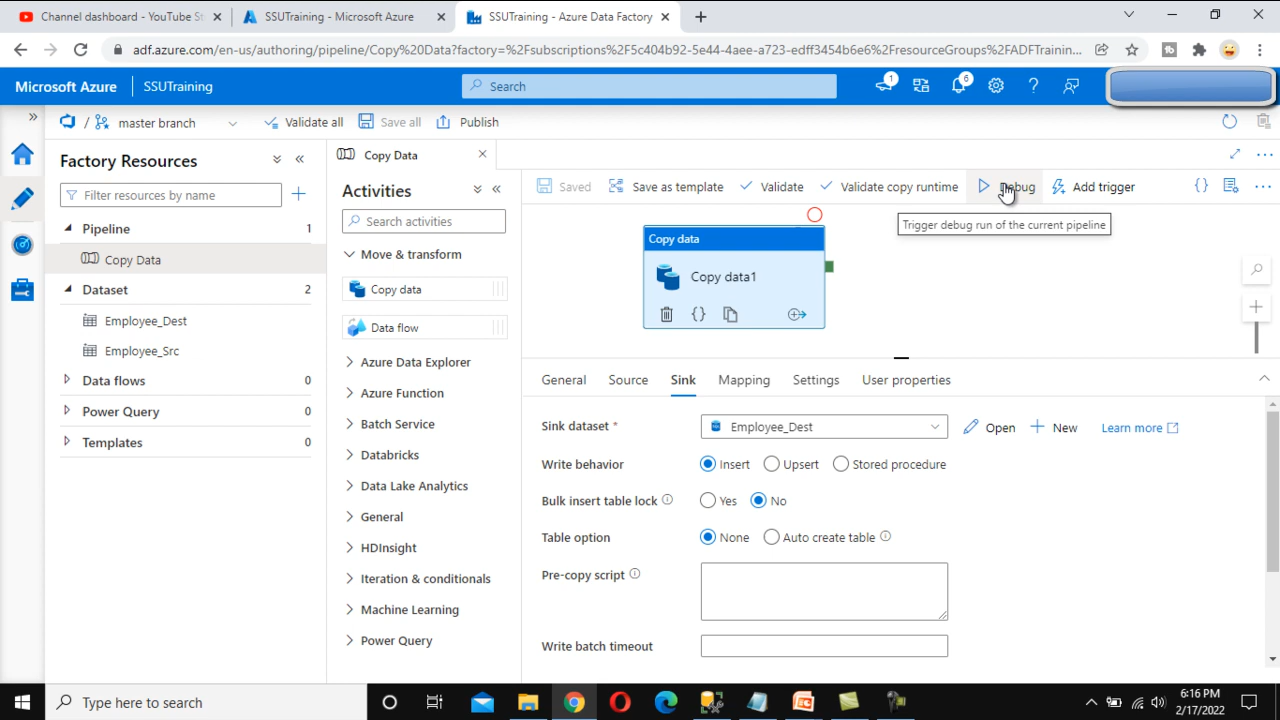 Channel dashboard - YouTube St
SSUTraining - Microsoft Azure
SSUTraining - Azure Data Factory
adf.azure.com/en-us/authoring/pipeline/Copy%20Data?factory=%2Fsubscriptions%2F5c404b92-5e44-4aee-a723-edff3454b6e6%2FresourceGroups%2FADFTrainin...
Microsoft Azure
SSUTraining
Search
1
6
/ master branch
Validate all
Save all
Publish
Factory Resources
Filter resources by name
Pipeline 1
Copy Data
Dataset 2
Employee_Dest
Employee_Src
Data flows 0
Power Query 0
Templates 0
Copy Data
Activities
Search activities
Move & transform
Copy data
Data flow
Azure Data Explorer
Azure Function
Batch Service
Databricks
Data Lake Analytics
General
HDInsight
Iteration & conditionals
Machine Learning
Power Query
Saved
Save as template
Validate
Validate copy runtime
Debug
Add trigger
Trigger debug run of the current pipeline
Copy data
Copy data1
General
Source
Sink
Mapping
Settings
User properties
Sink dataset *
Employee_Dest
Open
New
Learn more
Write behavior
Insert
Upsert
Stored procedure
Bulk insert table lock
Yes
No
Table option
None
Auto create table
Pre-copy script
Write batch timeout
Type here to search
6:16 PM
2/17/2022